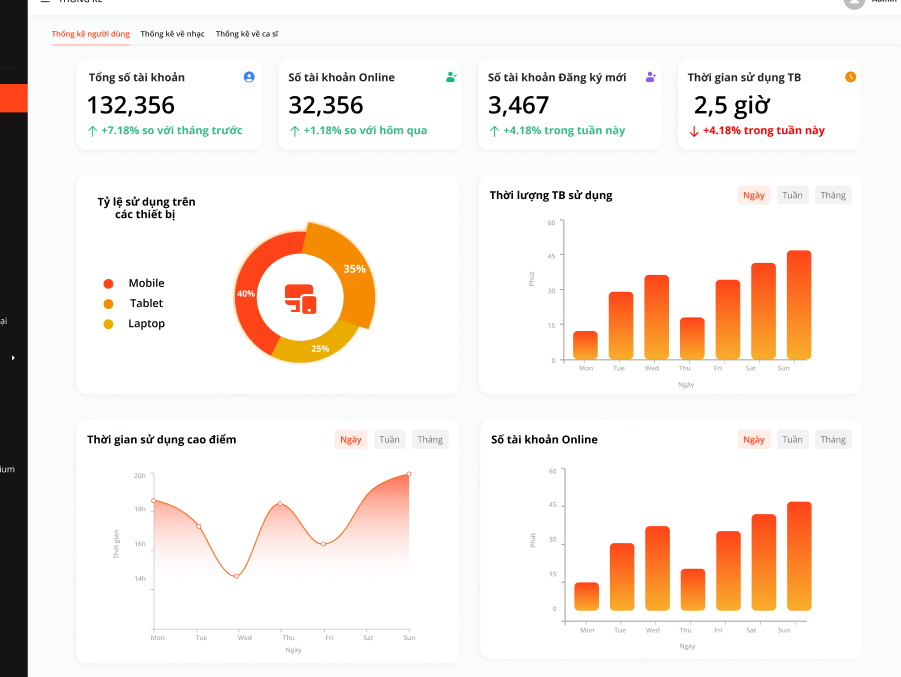 THỐNG KÊ
Admin
Thống kê người dùng
Thống kê về nhạc
Thống kê về ca sĩ
Tổng số tài khoản
132,356
+7.18% so với tháng trước
Số tài khoản Online
32,356
+1.18% so với hôm qua
Số tài khoản Đăng ký mới
3,467
+4.18% trong tuần này
Thời gian sử dụng TB
2,5 giờ
+4.18% trong tuần này
Tỷ lệ sử dụng trên
các thiết bị
Mobile
Tablet
Laptop
40%
35%
25%
Thời lượng TB sử dụng
Ngày
Tuần
Tháng
60
45
30
15
0
Phút
Mon
Tue
Wed
Thu
Fri
Sat
Sun
Ngày
ại
ium
Thời gian sử dụng cao điểm
Ngày
Tuần
Tháng
20h
18h
16h
14h
Thời gian
Mon
Tue
Wed
Thu
Fri
Sat
Sun
Ngày
Số tài khoản Online
Ngày
Tuần
Tháng
60
45
30
15
0
Phút
Mon
Tue
Wed
Thu
Fri
Sat
Sun
Ngày